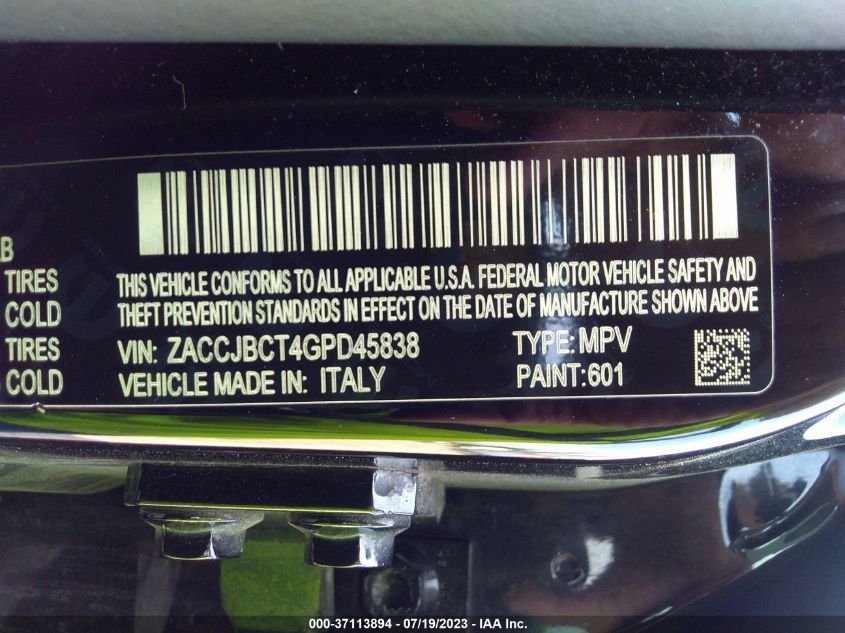 LB
TIRES
COLD
TIRES
COLD
THIS VEHICLE CONFORMS TO ALL APPLICABLE U.S.A. FEDERAL MOTOR VEHICLE SAFETY AND
THEFT PREVENTION STANDARDS IN EFFECT ON THE DATE OF MANUFACTURE SHOWN ABOVE
VIN: ZACCJBCT4GPD45838 TYPE: MPV
VEHICLE MADE IN: ITALY PAINT:601
000-37113894 / 07/19/2023 - IAA Inc.